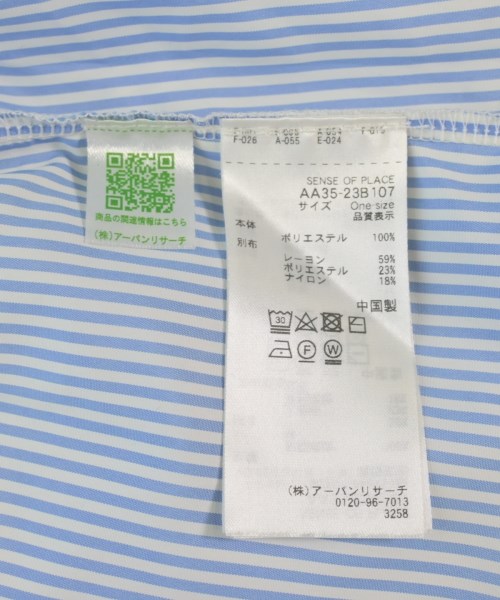 商品の関連情報はこちら
(株)アーバンリサーチ
F-026 A-055 E-024
SENSE OF PLACE
AA35-23B107
サイズ One size
品質表示
本体 ポリエステル 100%
別布 レーヨン 59%
ポリエステル 23%
ナイロン 18%
中国製
30
F W
(株)アーバンリサーチ
0120-96-7013
3258